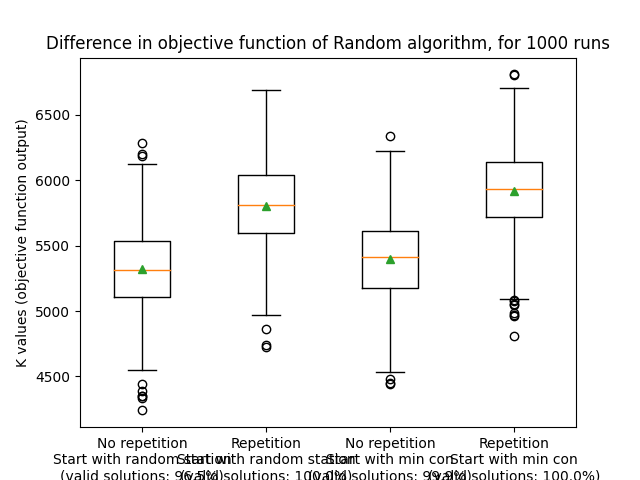 Difference in objective function of Random algorithm, for 1000 runs
K values (objective function output)
6500
6000
5500
5000
4500
No repetition
Start with random station
(valid solutions: 96.5%)
Repetition
Start with random station
(valid solutions: 100.0%)
No repetition
Start with min con
(valid solutions: 99.9%)
Repetition
Start with min con
(valid solutions: 100.0%)